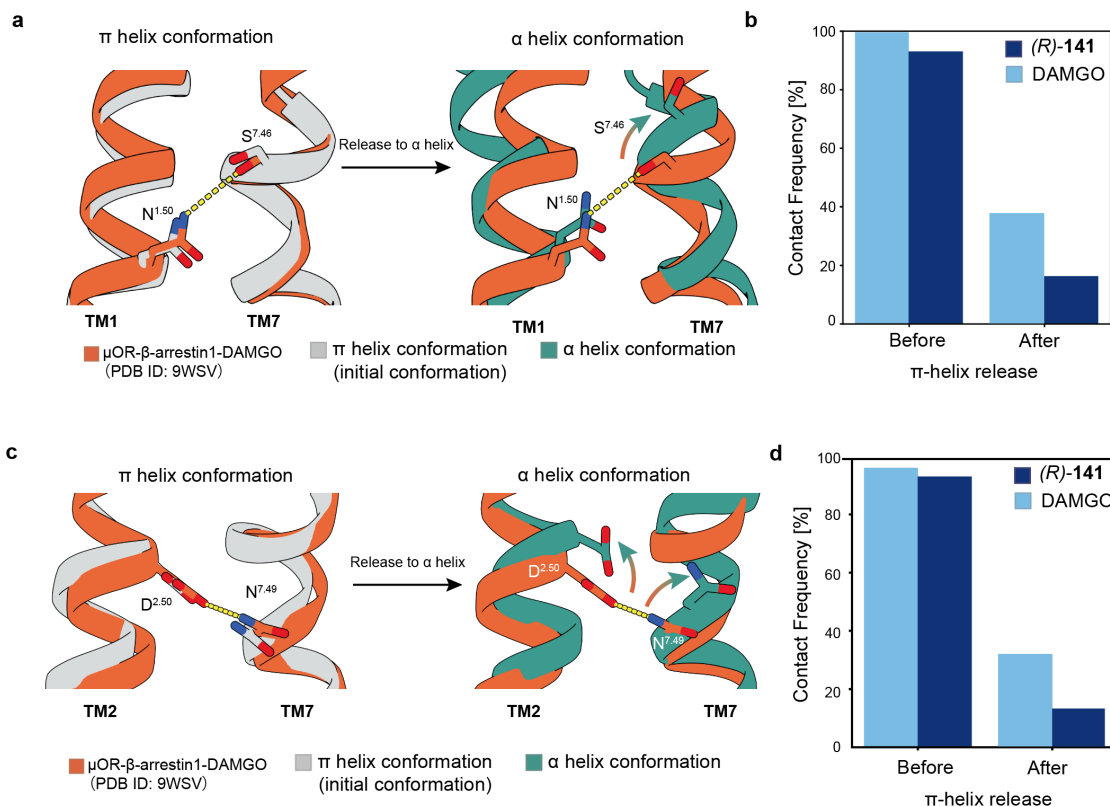 a
π helix conformation
α helix conformation
S7.46
N1.50
Release to α helix
S7.46
N1.50
TM1
TM7
TM1
TM7
μOR-β-arrestin1-DAMGO
(PDB ID: 9WSV)
π helix conformation
(initial conformation)
α helix conformation
b
Contact Frequency [%]
100
80
60
40
20
0
(R)-141
DAMGO
Before
After
π-helix release
c
π helix conformation
α helix conformation
D2.50
N7.49
Release to α helix
D2.50
N7.49
TM2
TM7
TM2
TM7
μOR-β-arrestin1-DAMGO
(PDB ID: 9WSV)
π helix conformation
(initial conformation)
α helix conformation
d
Contact Frequency [%]
100
80
60
40
20
0
(R)-141
DAMGO
Before
After
π-helix release